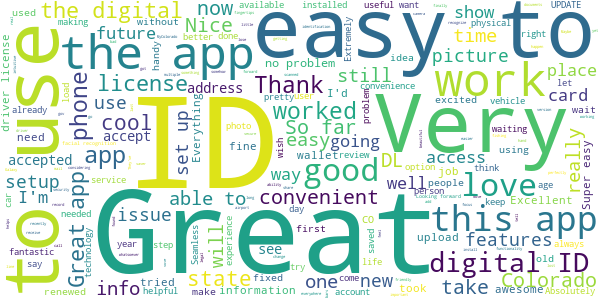 the digital
Nice
now
used
UPDATE
available
installed
useful
want
making
without
show
easy to
the app
future
better
done
handy
Extremely
time
idea
physical
recognize
right
driver license
no problem
picture
license
Thank
still
place
already
phone
address
worked
I'd
convenience
excited
vehicle
let
load
user
work
card
use
cool
set up
Everything
ID
photo
So far
problem
waiting
wait
need
accept
fine
wish
easy
going
Very
using
accepted
app
wallet
review
DL
access
option
job
think
really
Super easy
setup
I'm
service
able to
way
good
well
people
person
love
age
car
to use
Great app
technology
issue
long
convenient
keep
Excellent
needed
day
CO
upload
this app
features
always
year
Seamless
Will
experience
first
saved
info
step
see
life
digital ID
old
fantastic
say
tried
state
fixed
try
one
come
new
Colorado
renewed
helpful
make
information
account
took
take
awesome
Absolutely
everywhere
Great